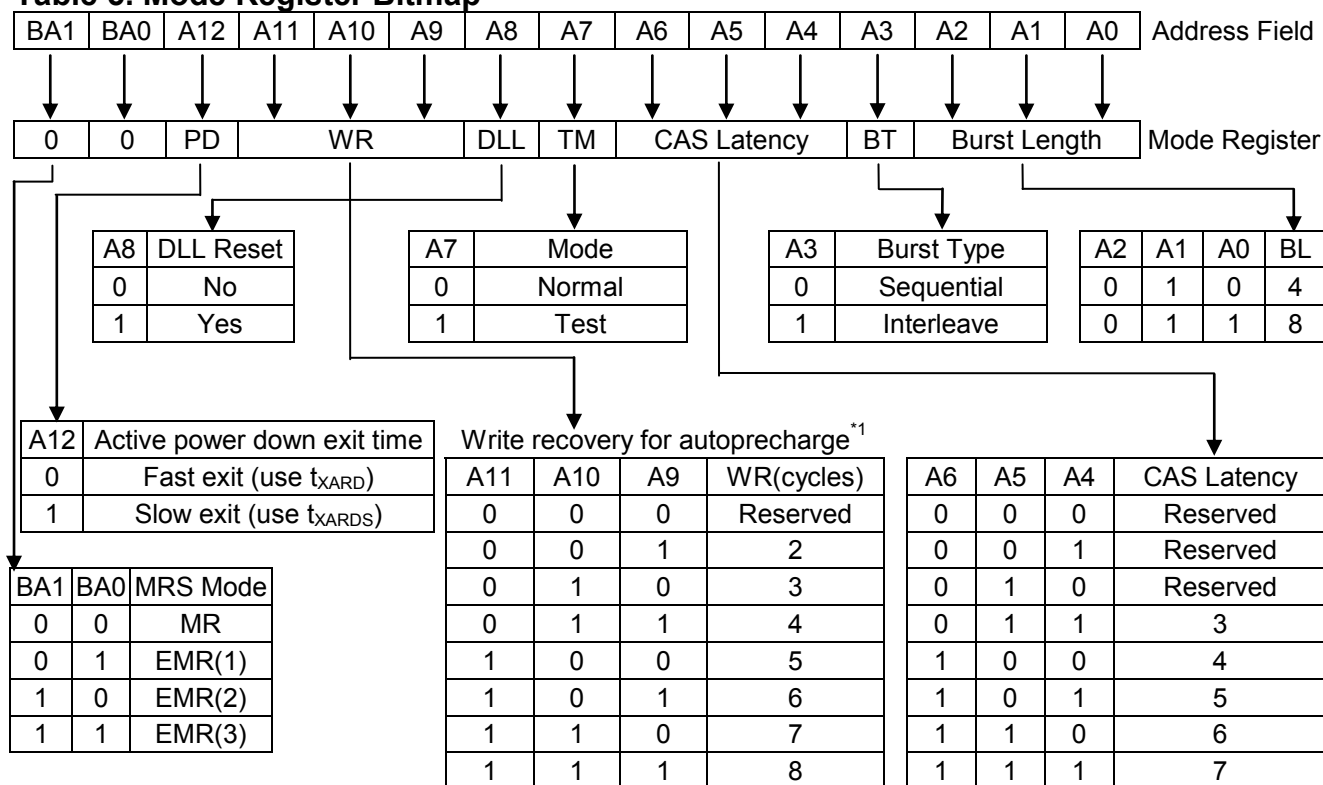 BA1 BA0 A12 A11 A10 A9 A8 A7 A6 A5 A4 A3 A2 A1 A0 Address Field
0 0 PD WR DLL TM CAS Latency BT Burst Length Mode Register
A8 DLL Reset
0 No
1 Yes
A7 Mode
0 Normal
1 Test
A3 Burst Type
0 Sequential
1 Interleave
A2 A1 A0 BL
0 1 0 4
0 1 1 8
A12 Active power down exit time
0 Fast exit (use tXARD)
1 Slow exit (use tXARDS)
BA1 BA0 MRS Mode
0 0 MR
0 1 EMR(1)
1 0 EMR(2)
1 1 EMR(3)
Write recovery for autoprecharge*1
A11 A10 A9 WR(cycles)
0 0 0 Reserved
0 0 1 2
0 1 0 3
0 1 1 4
1 0 0 5
1 0 1 6
1 1 0 7
1 1 1 8
A6 A5 A4 CAS Latency
0 0 0 Reserved
0 0 1 Reserved
0 1 0 Reserved
0 1 1 3
1 0 0 4
1 0 1 5
1 1 0 6
1 1 1 7